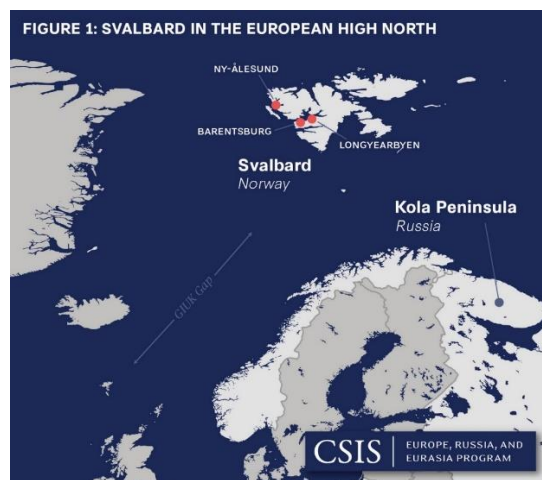 FIGURE 1: SVALBARD IN THE EUROPEAN HIGH NORTH
NY-ÅLESUND
BARENTSBURG
LONGYEARBYEN
Svalbard
Norway
Kola Peninsula
Russia
GIUK Gap
CSIS
EUROPE, RUSSIA, AND
EURASIA PROGRAM